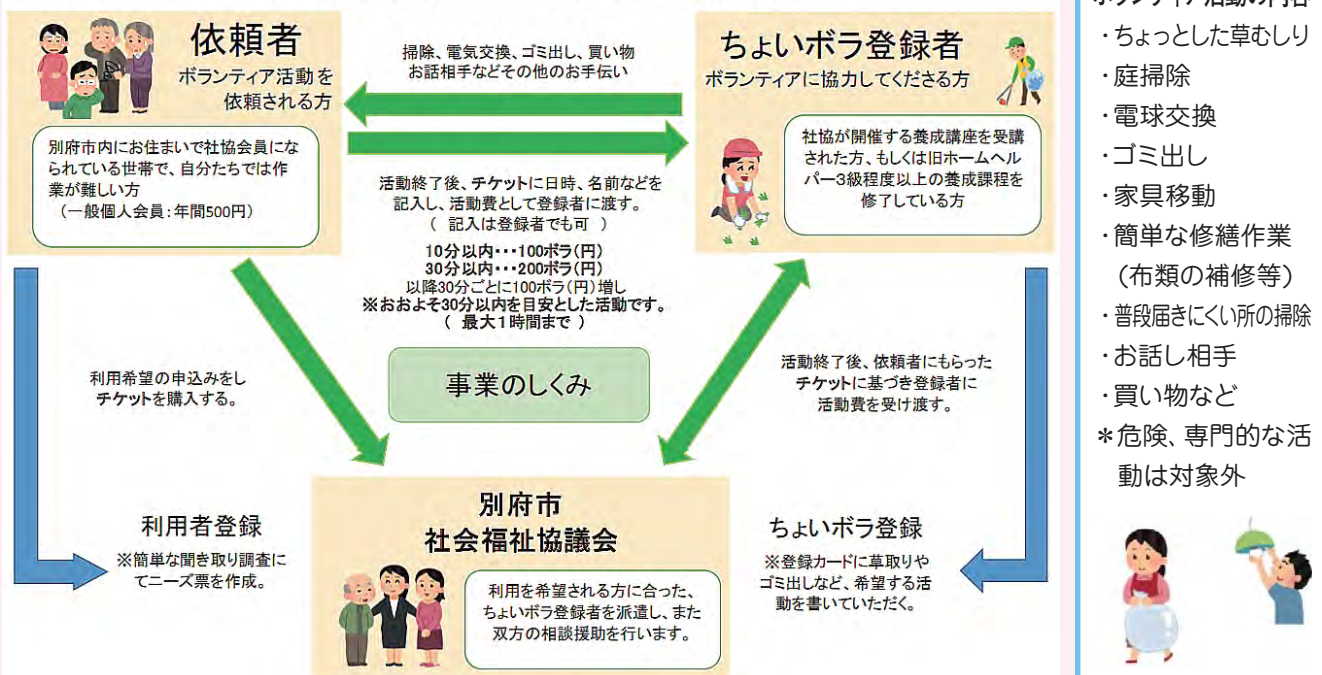 依頼者
ボランティア活動を
依頼される方
別府市内にお住まいで社協会員にな
られている世帯で、自分たちでは作
業が難しい方
(一般個人会員:年間500円)
掃除、電気交換、ゴミ出し、買い物
お話相手などその他のお手伝い
活動終了後、チケットに日時、名前などを
記入し、活動費として登録者に渡す。
( 記入は登録者でも可 )
10分以内・・・100ボラ(円)
30分以内・・・200ボラ(円)
以降30分ごとに100ボラ(円)増し
※おおよそ30分以内を目安とした活動です。
( 最大1時間まで )
ちょいボラ登録者
ボランティアに協力してくださる方
社協が開催する養成講座を受講
された方、もしくは旧ホームヘル
パー3級程度以上の養成課程を
修了している方
利用希望の申込みをし
チケットを購入する。
事業のしくみ
活動終了後、依頼者にもらった
チケットに基づき登録者に
活動費を受け渡す。
利用者登録
※簡単な聞き取り調査に
てニーズ票を作成。
別府市
社会福祉協議会
利用を希望される方に合った、
ちょいボラ登録者を派遣し、また
双方の相談援助を行います。
ちょいボラ登録
※登録カードに草取りや
ゴミ出しなど、希望する活
動を書いていただく。
ボランティア活動の内容
・ちょっとした草むしり
・庭掃除
・電球交換
・ゴミ出し
・家具移動
・簡単な修繕作業
(布類の補修等)
・普段届きにくい所の掃除
・お話し相手
・買い物など
＊危険、専門的な活
動は対象外